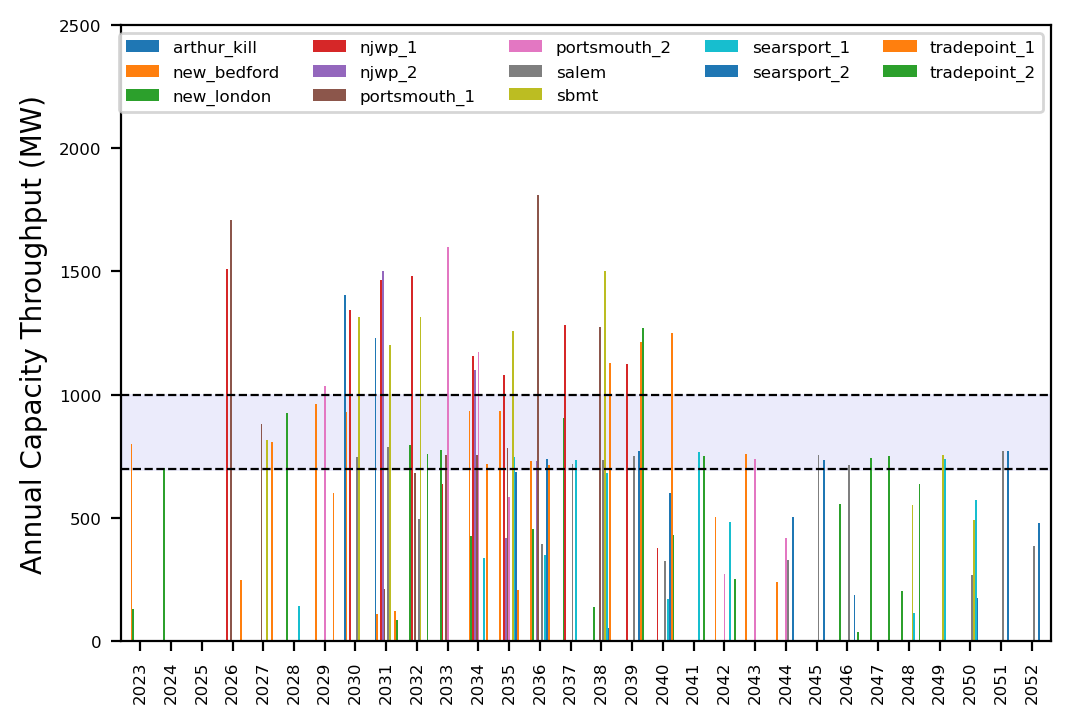 2500
arthur_kill njwp_1 portsmouth_2 searsport_1 tradepoint_1
new_bedford njwp_2 salem searsport_2 tradepoint_2
new_london portsmouth_1 sbmt
2000
1500
1000
500
0
Annual Capacity Throughput (MW)
2023 2024 2025 2026 2027 2028 2029 2030 2031 2032 2033 2034 2035 2036 2037 2038 2039 2040 2041 2042 2043 2044 2045 2046 2047 2048 2049 2050 2051 2052